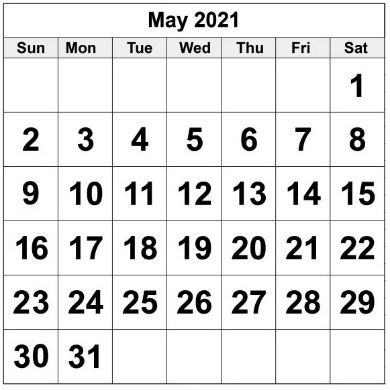 May 2021
Sun Mon Tue Wed Thu Fri Sat
1
2 3 4 5 6 7 8
9 10 11 12 13 14 15
16 17 18 19 20 21 22
23 24 25 26 27 28 29
30 31